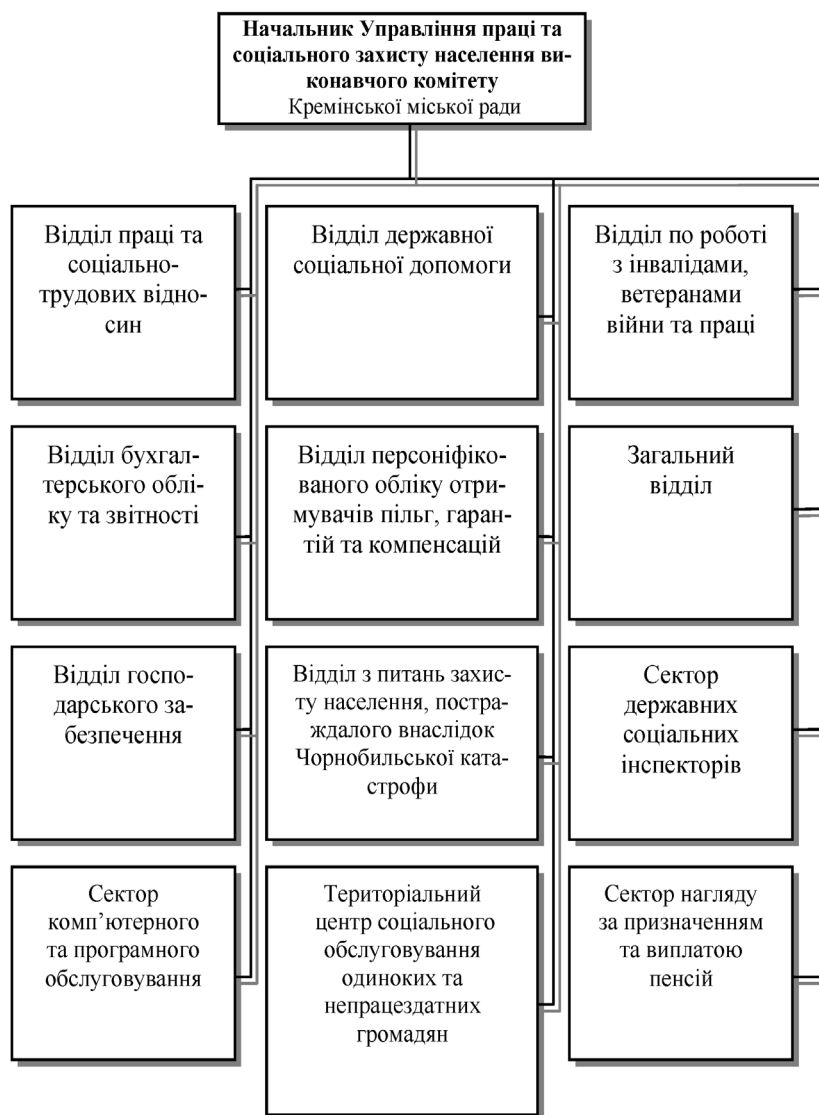 Начальник Управління праці та
соціального захисту населення ви-
конавчого комітету
Кремінської міської ради
Відділ праці та
соціально-
трудових відно-
син
Відділ державної
соціальної допомоги
Відділ по роботі
з інвалідами,
ветеранами
війни та праці
Відділ бухгал-
терського облі-
ку та звітності
Відділ персоніфіко-
ваного обліку отри-
мувачів пільг, гаран-
тій та компенсацій
Загальний
відділ
Відділ госпо-
дарського за-
безпечення
Відділ з питань захис-
ту населення, постра-
ждалого внаслідок
Чорнобильської ката-
строфи
Сектор
державних
соціальних
інспекторів
Сектор
комп’ютерного
та програмного
обслуговування
Територіальний
центр соціального
обслуговування
одиноких та
непрацездатних
громадян
Сектор нагляду
за призначенням
та виплатою
пенсій